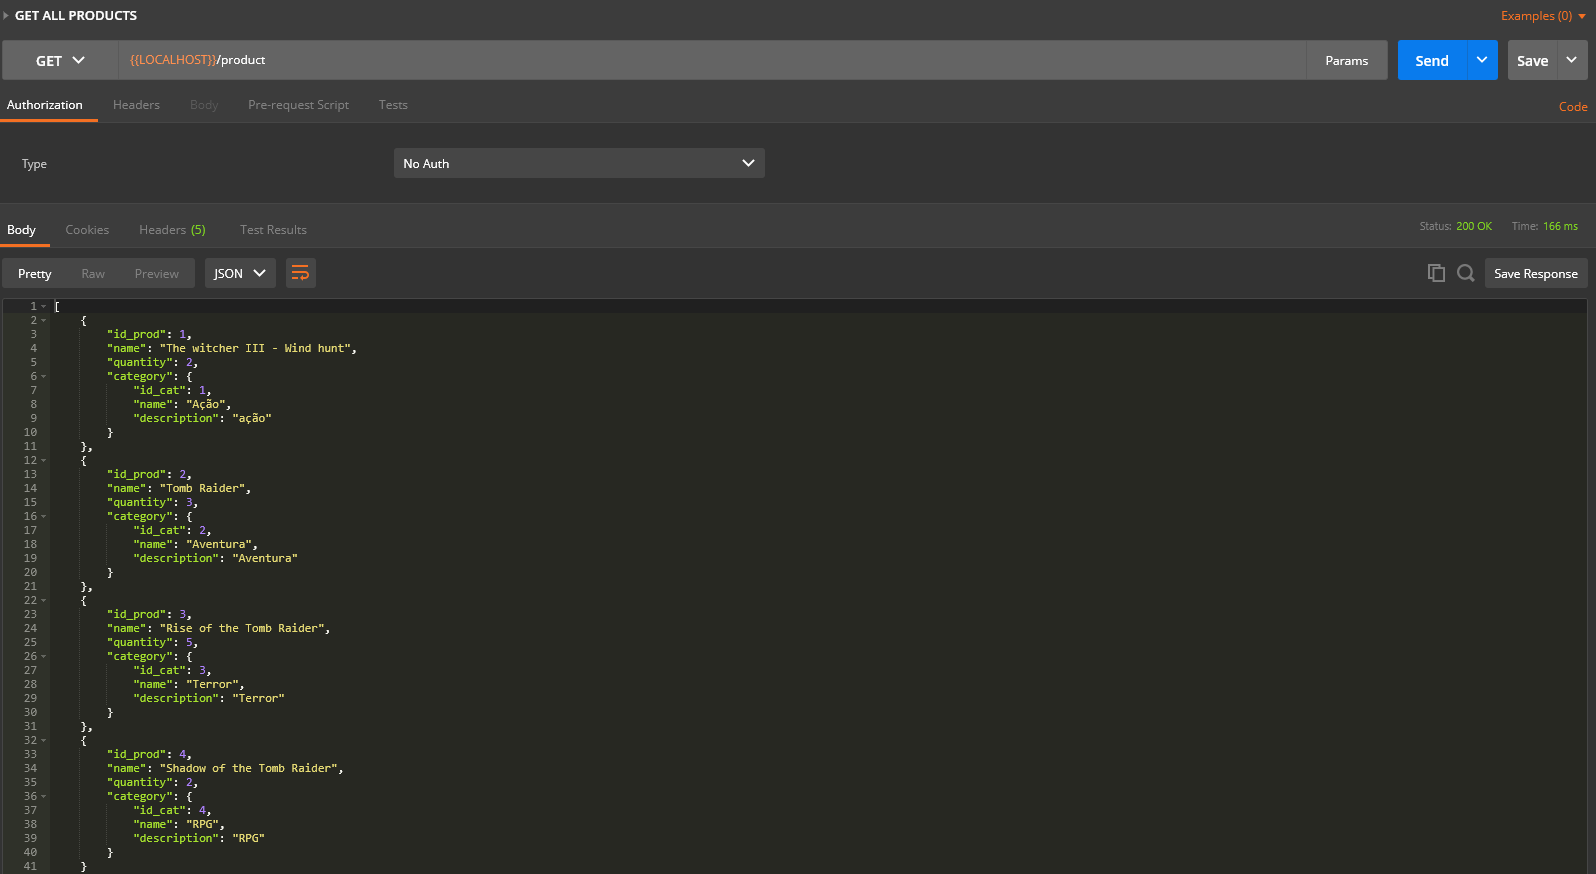 GET ALL PRODUCTS Examples (0)
GET {{LOCALHOST}}/product Params Send Save
Authorization Headers Body Pre-request Script Tests Code
Type No Auth
Body Cookies Headers (5) Test Results Status: 200 OK Time: 166 ms
Pretty Raw Preview JSON Save Response
1 [
2 {
3 "id_prod": 1,
4 "name": "The witcher III - Wind hunt",
5 "quantity": 2,
6 "category": {
7 "id_cat": 1,
8 "name": "Ação",
9 "description": "ação"
10 }
11 },
12 {
13 "id_prod": 2,
14 "name": "Tomb Raider",
15 "quantity": 3,
16 "category": {
17 "id_cat": 2,
18 "name": "Aventura",
19 "description": "Aventura"
20 }
21 },
22 {
23 "id_prod": 3,
24 "name": "Rise of the Tomb Raider",
25 "quantity": 5,
26 "category": {
27 "id_cat": 3,
28 "name": "Terror",
29 "description": "Terror"
30 }
31 },
32 {
33 "id_prod": 4,
34 "name": "Shadow of the Tomb Raider",
35 "quantity": 2,
36 "category": {
37 "id_cat": 4,
38 "name": "RPG",
39 "description": "RPG"
40 }
41 }